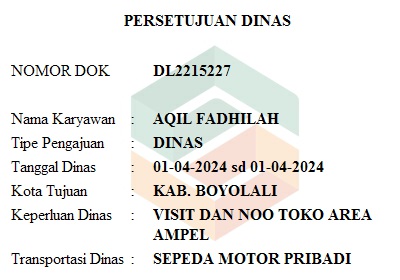 PERSETUJUAN DINAS
NOMOR DOK DL2215227
Nama Karyawan : AQIL FADHILAH
Tipe Pengajuan : DINAS
Tanggal Dinas : 01-04-2024 sd 01-04-2024
Kota Tujuan : KAB. BOYOLALI
Keperluan Dinas : VISIT DAN NOO TOKO AREA
AMPEL
Transportasi Dinas : SEPEDA MOTOR PRIBADI